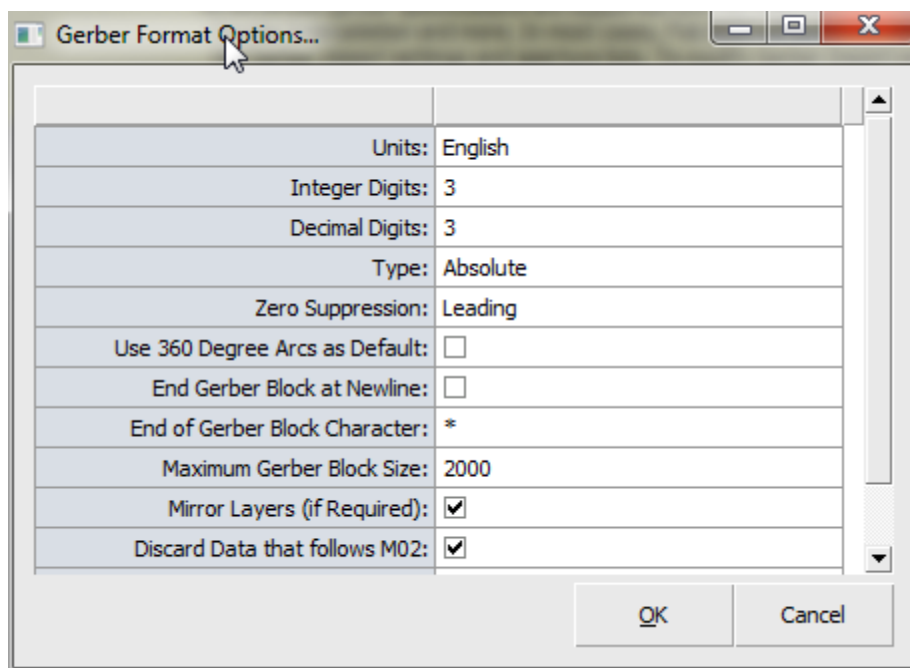 Gerber Format Options...
Units: English
Integer Digits: 3
Decimal Digits: 3
Type: Absolute
Zero Suppression: Leading
Use 360 Degree Arcs as Default:
End Gerber Block at Newline:
End of Gerber Block Character: *
Maximum Gerber Block Size: 2000
Mirror Layers (if Required):
Discard Data that follows M02:
OK Cancel